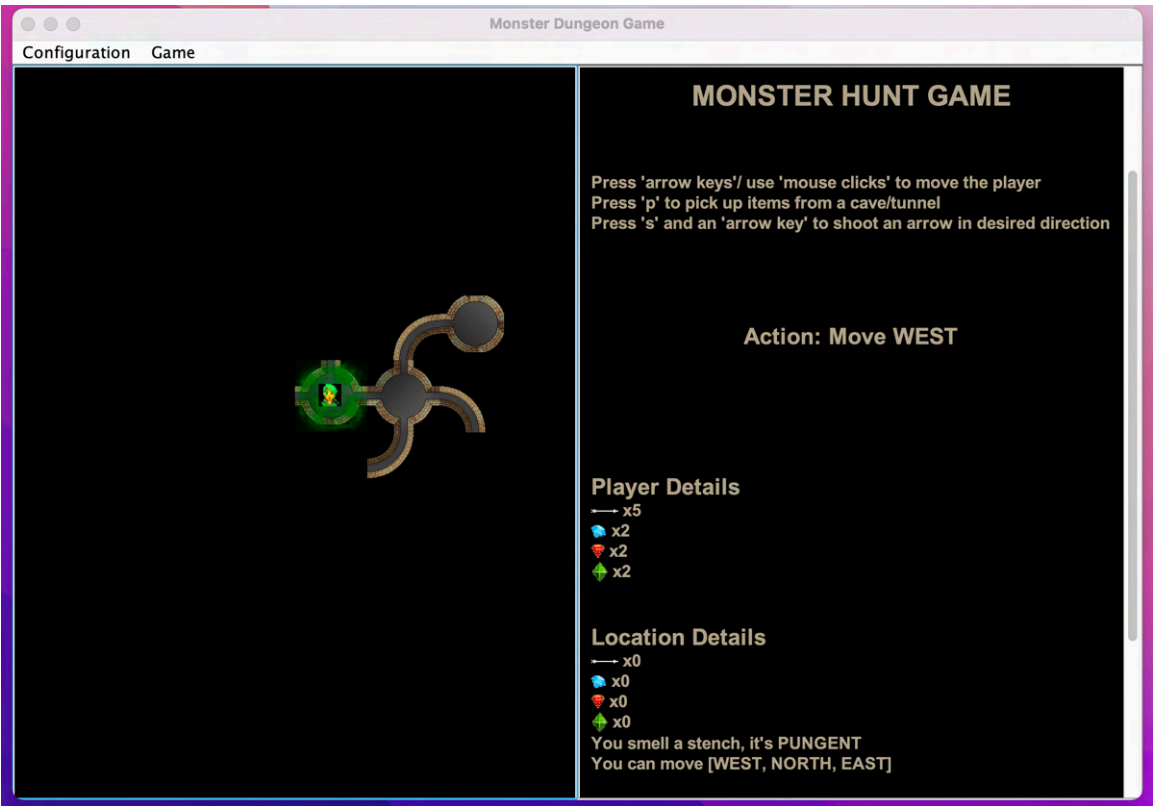 Monster Dungeon Game
Configuration Game
MONSTER HUNT GAME
Press 'arrow keys'/ use 'mouse clicks' to move the player
Press 'p' to pick up items from a cave/tunnel
Press 's' and an 'arrow key' to shoot an arrow in desired direction
Action: Move WEST
Player Details
x5
x2
x2
x2
Location Details
x0
x0
x0
x0
You smell a stench, it's PUNGENT
You can move [WEST, NORTH, EAST]